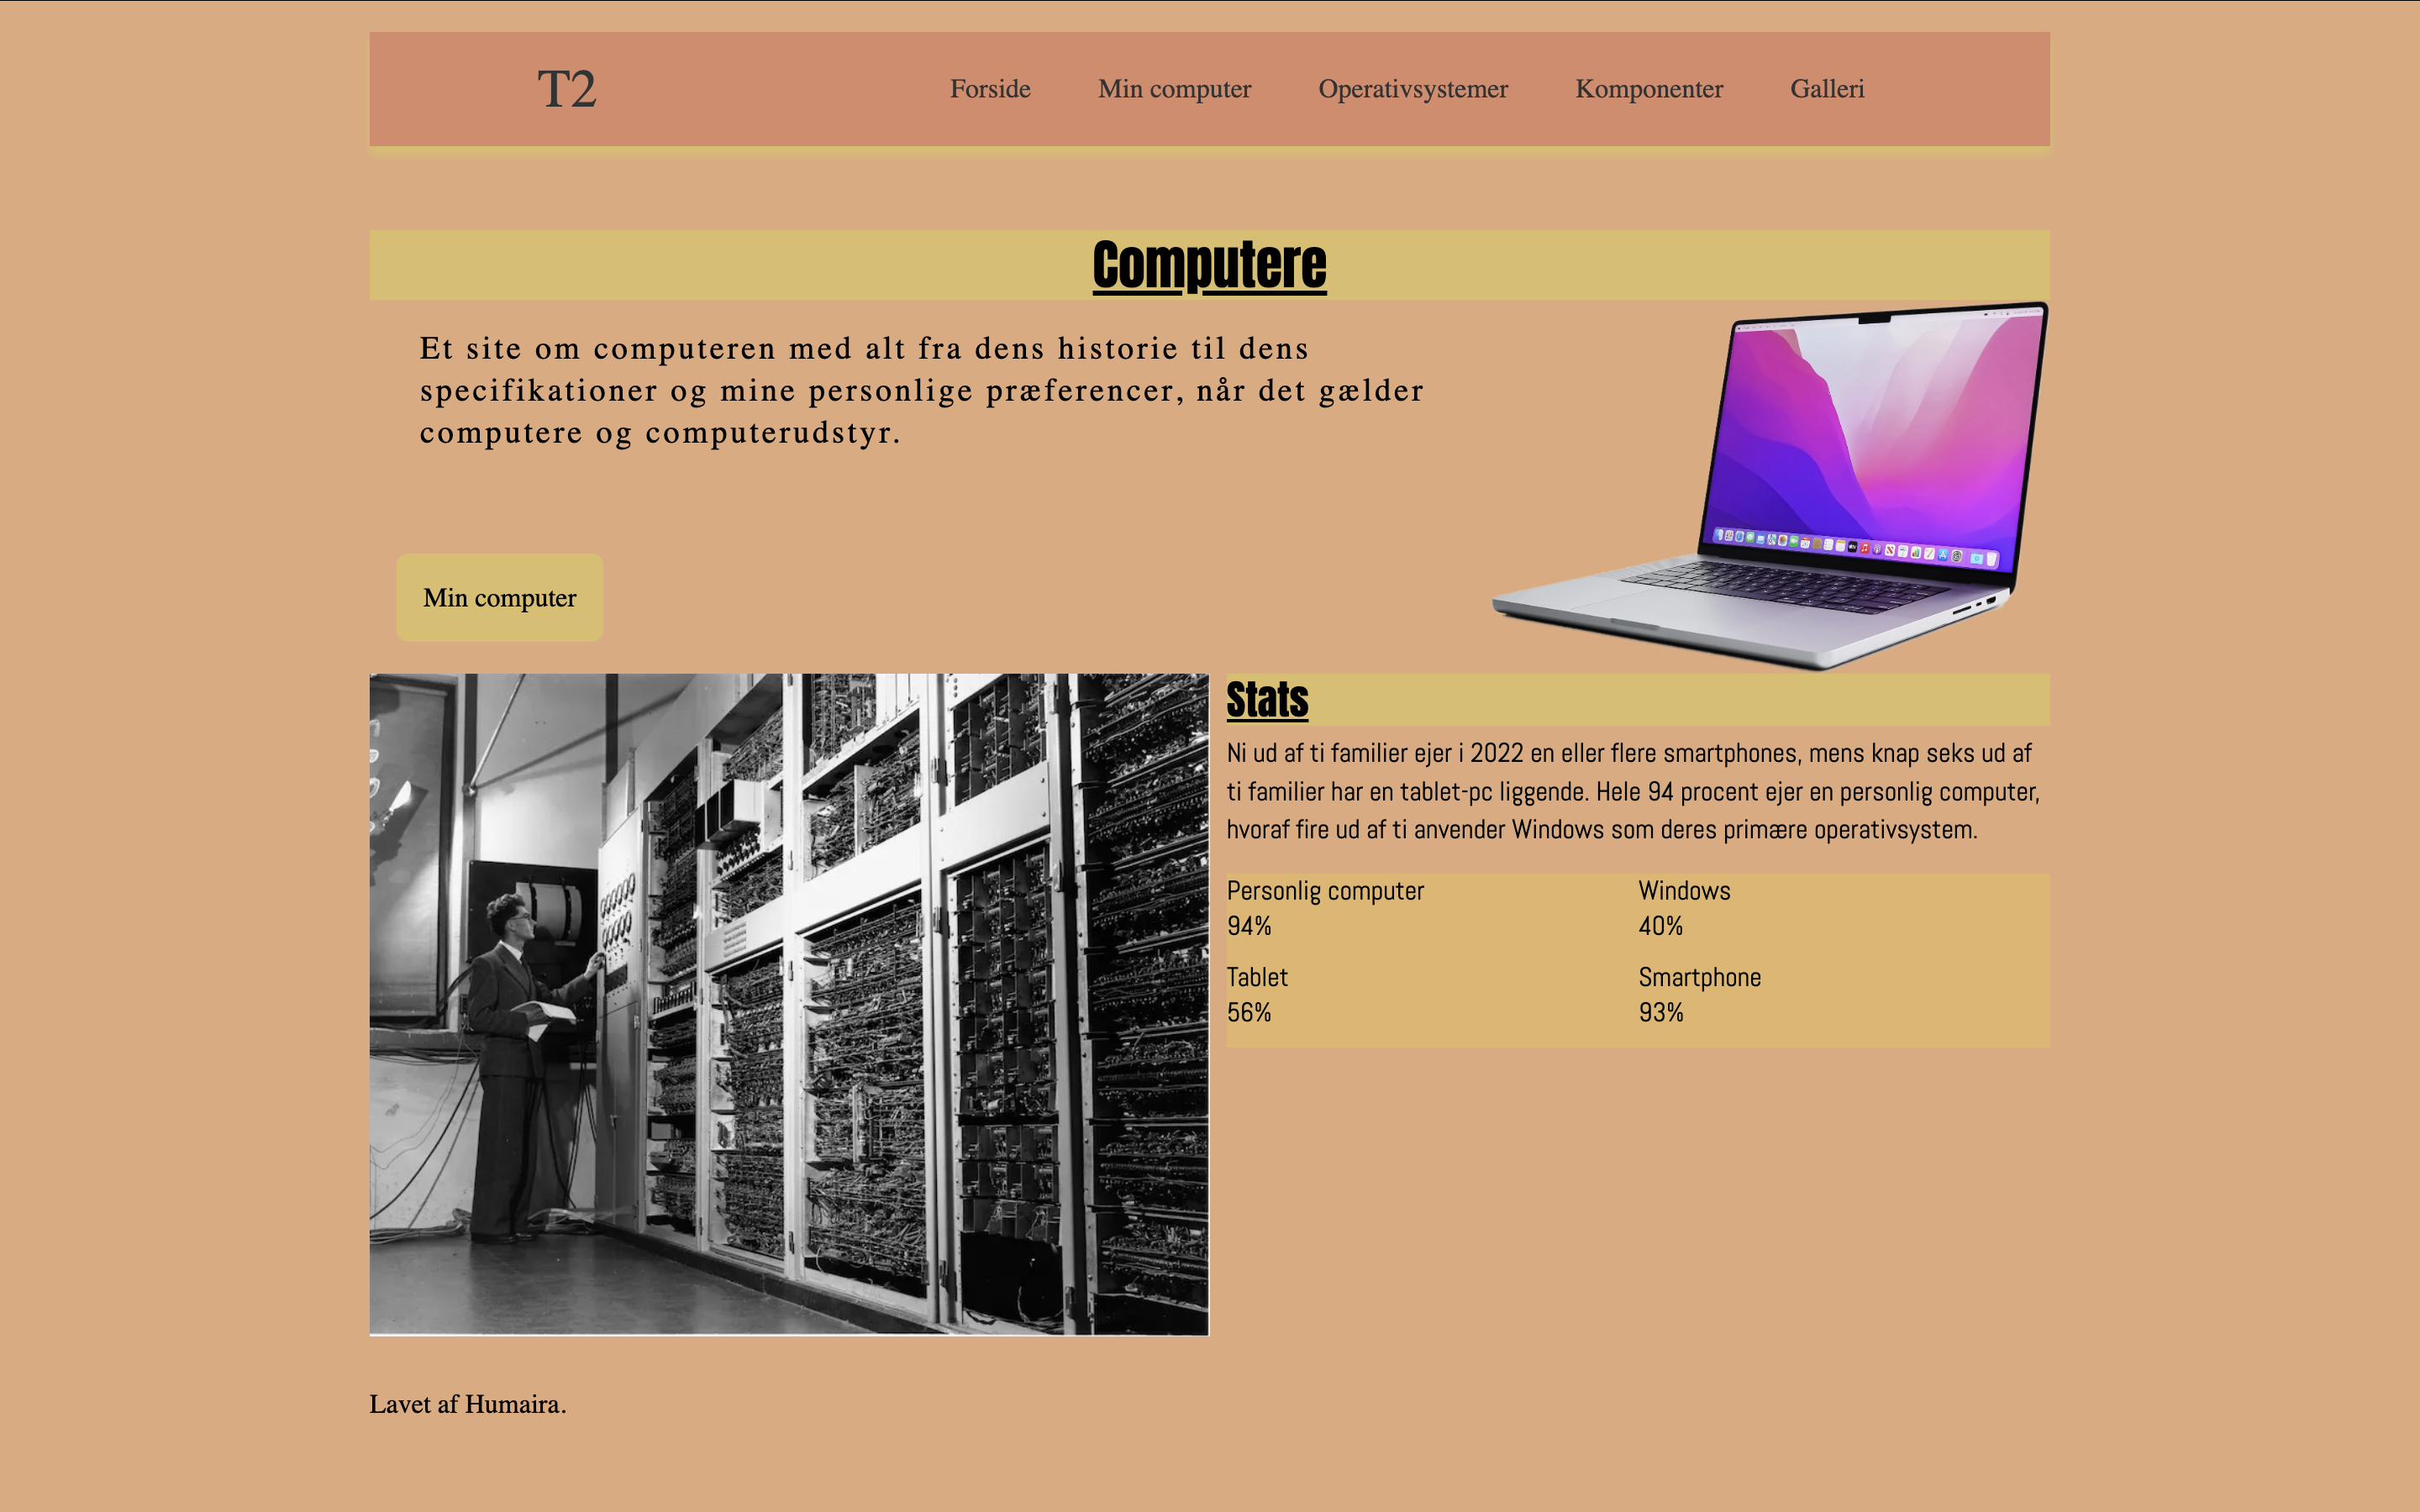 T2
Forside
Min computer
Operativsystemer
Komponenter
Galleri
Computere
Et site om computeren med alt fra dens historie til dens
specifikationer og mine personlige præferencer, når det gælder
computere og computerudstyr.
Min computer
Stats
Ni ud af ti familier ejer i 2022 en eller flere smartphones, mens knap seks ud af
ti familier har en tablet-pc liggende. Hele 94 procent ejer en personlig computer,
hvoraf fire ud af ti anvender Windows som deres primære operativsystem.
Personlig computer
94%
Windows
40%
Tablet
56%
Smartphone
93%
Lavet af Humaira.